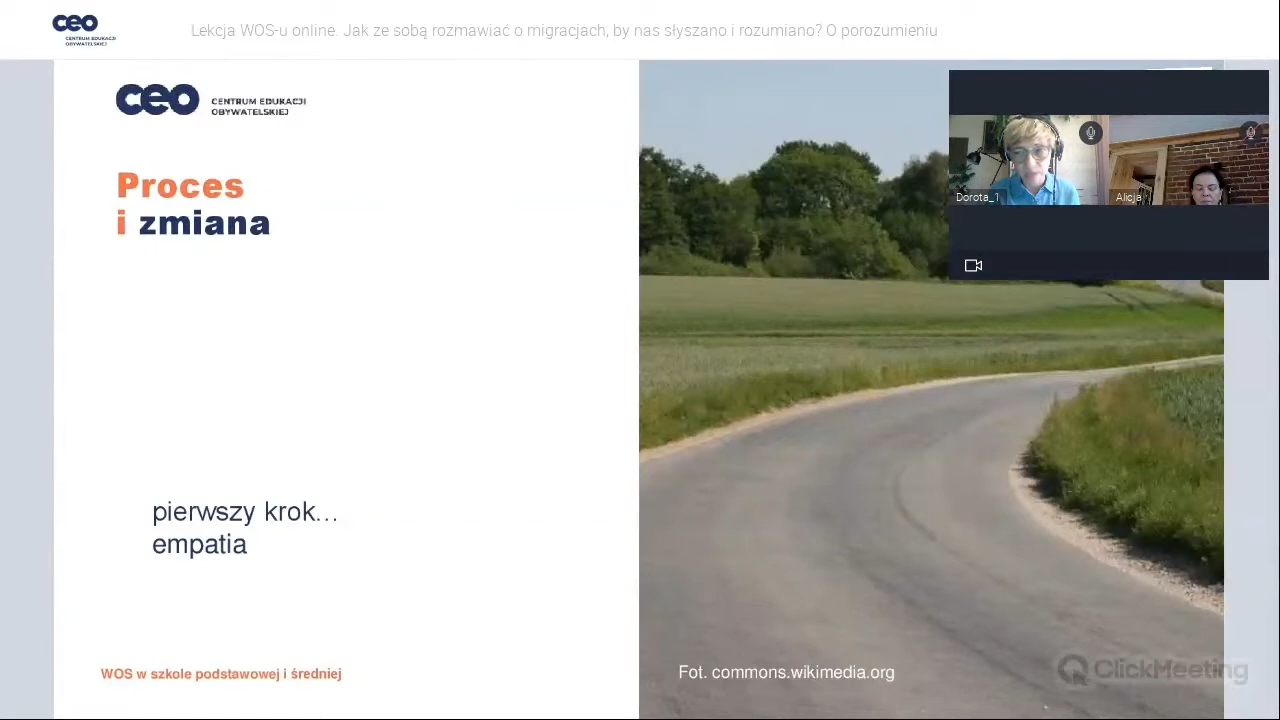 ceo
CENTRUM EDUKACJI
OBYWATELSKIEJ
Lekcja WOS-u online. Jak ze sobą rozmawiać o migracjach, by nas słyszano i rozumiano? O porozumieniu
ceo
CENTRUM EDUKACJI
OBYWATELSKIEJ
Proces
i zmiana
pierwszy krok...
empatia
WOS w szkole podstawowej i średniej
Dorota_1
Alicja
Fot. commons.wikimedia.org
ClickMeeting